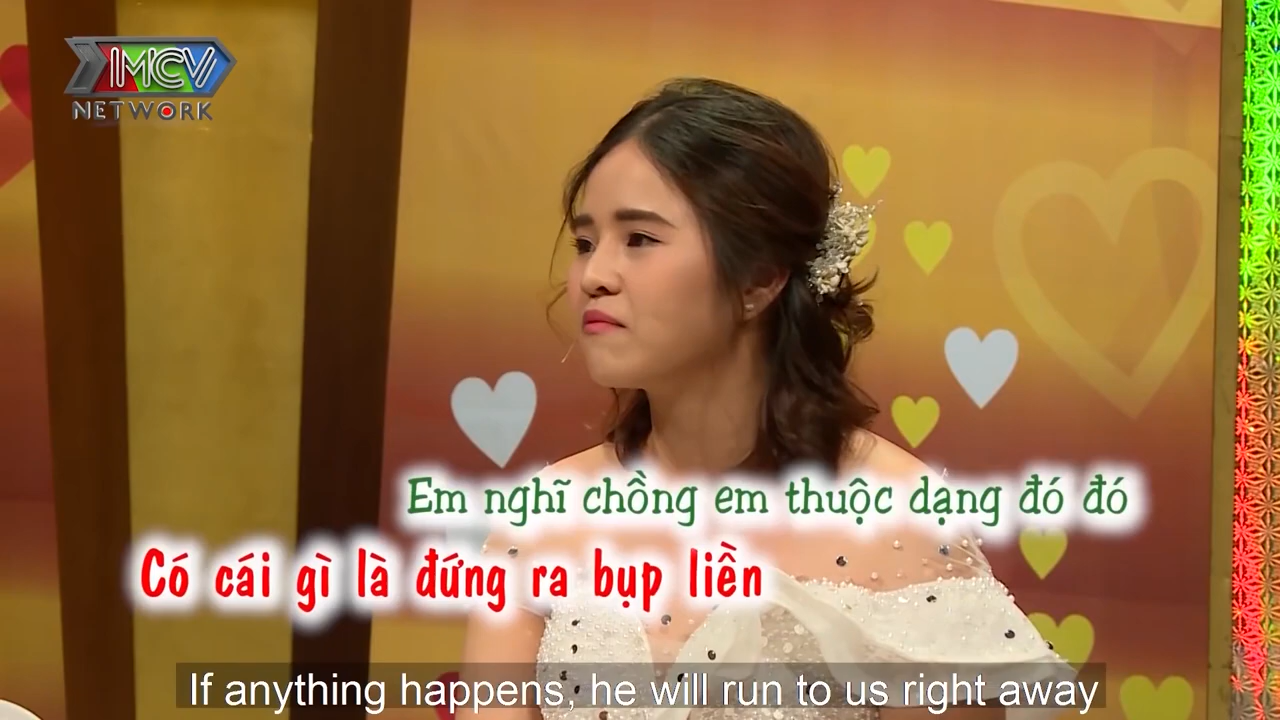 MCV
NETWORK
Em nghĩ chồng em thuộc dạng đó đó
Có cái gì là đứng ra bụp liền
If anything happens, he will run to us right away